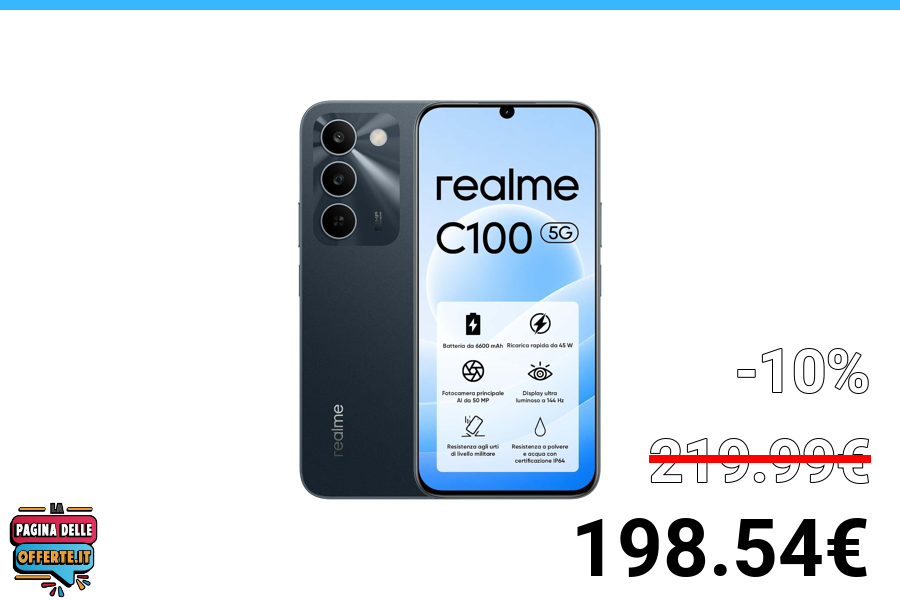 realme
C100 5G
Batteria da 6600 mAh
Ricarica rapida da 45 W
Fotocamera principale
AI da 50 MP
Display ultra
luminoso a 144 Hz
Resistenza agli urti
di livello militare
Resistenza a polvere
e acqua con
certificazione IP64
realme
-10%
219.99€
198.54€
LA
PAGINA DELLE
OFFERTE.IT